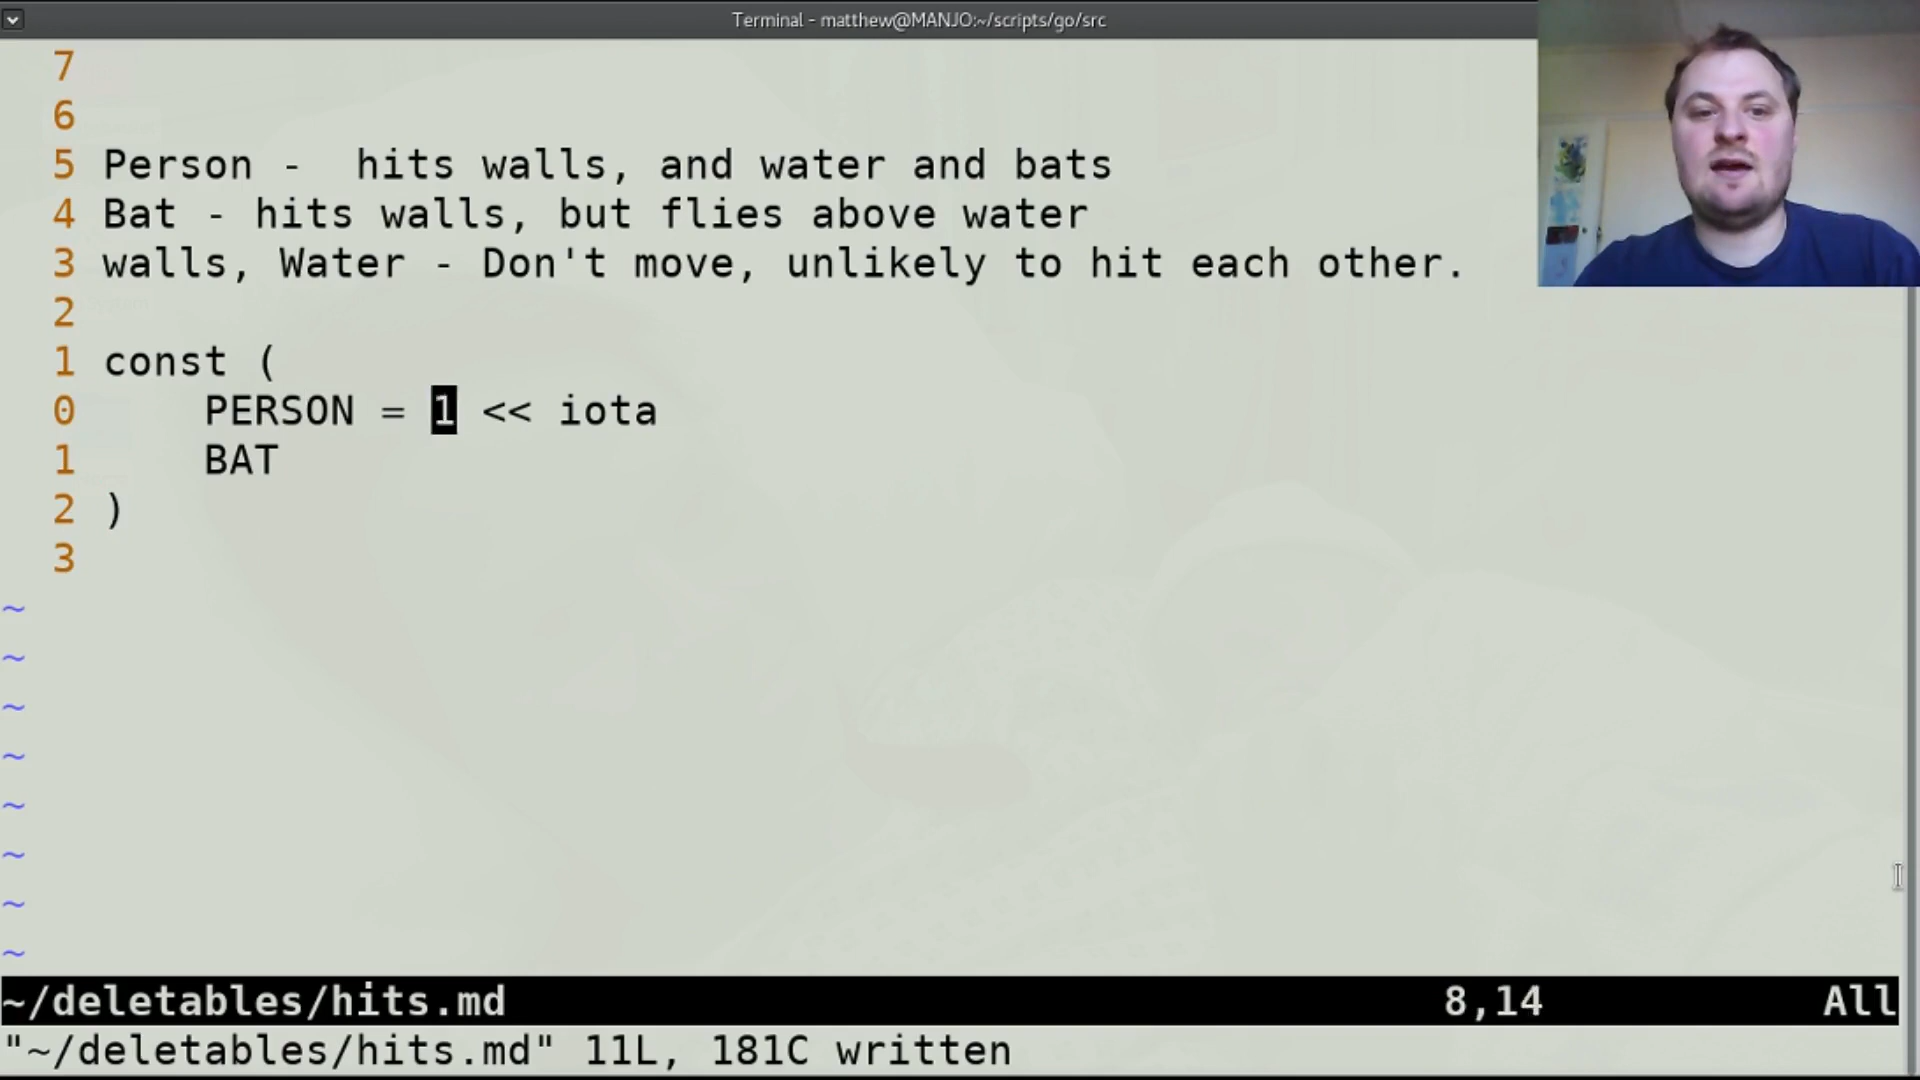 Terminal - matthew@MANJO:~/scripts/go/src
7
6
5 Person -  hits walls, and water and bats
4 Bat - hits walls, but flies above water
3 walls, Water - Don't move, unlikely to hit each other.
2
1 const (
0     PERSON = 1 << iota
1     BAT
2 )
3
~
~
~
~
~
~
~
~
~/deletables/hits.md 8,14 All
"~/deletables/hits.md" 11L, 181C written